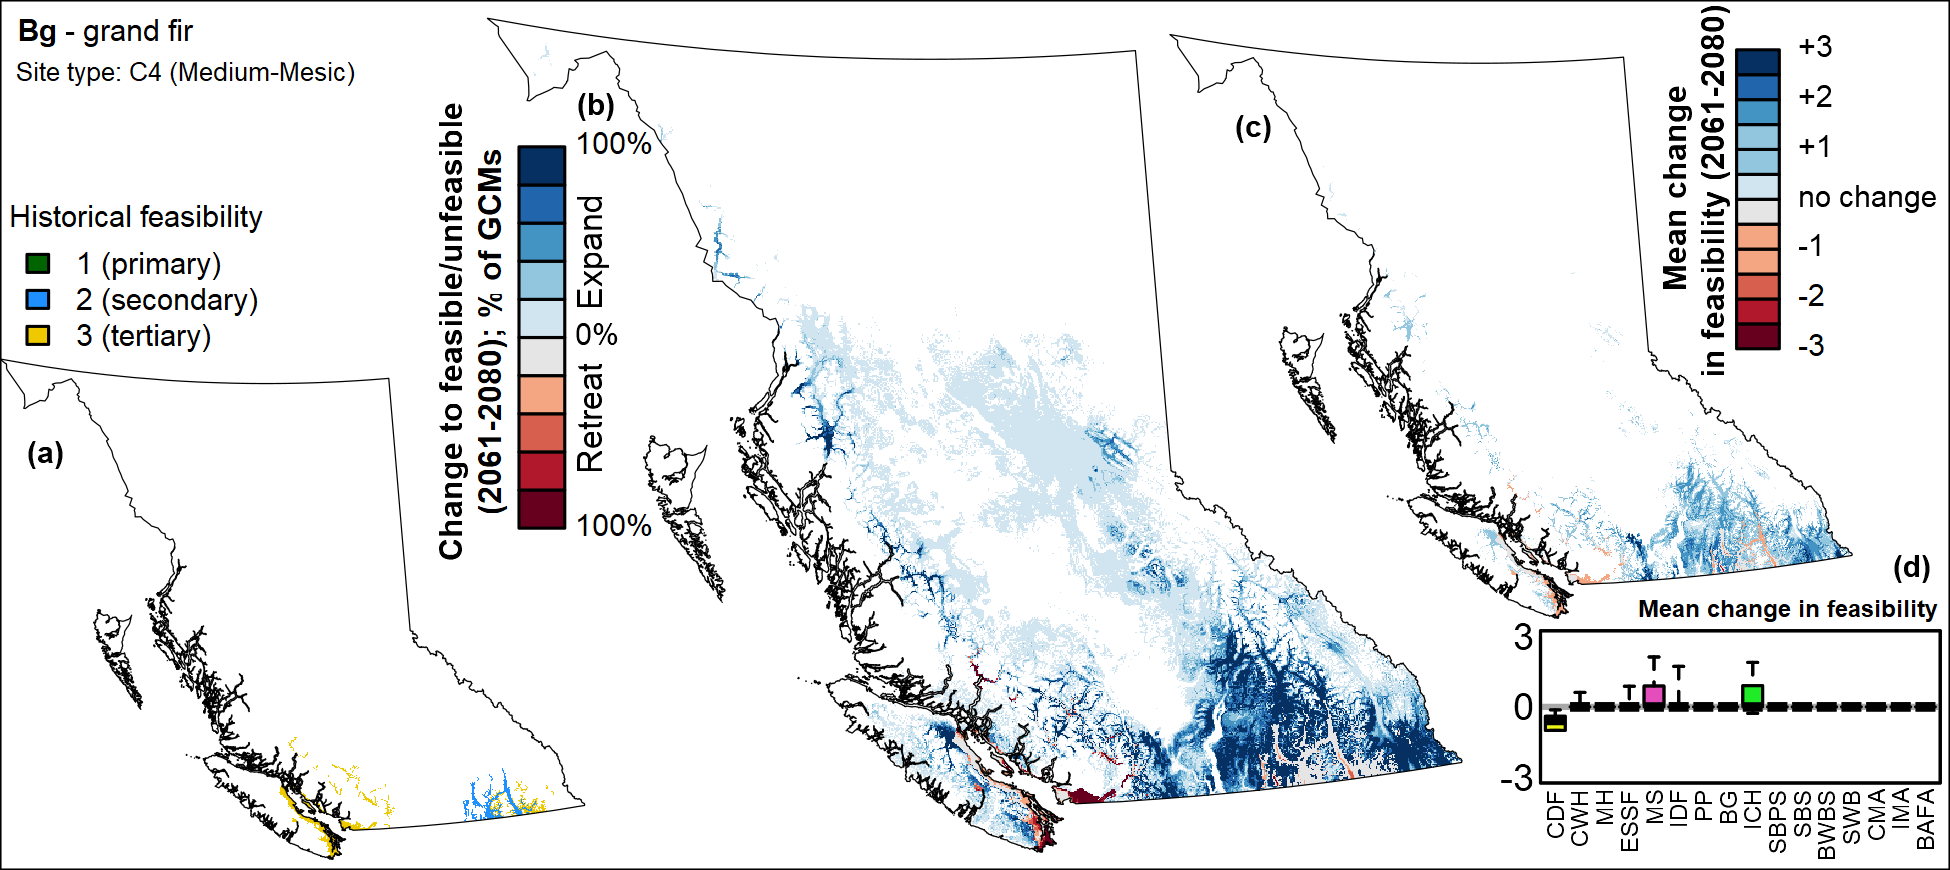 Bg - grand fir
Site type: C4 (Medium-Mesic)
Historical feasibility
1 (primary)
2 (secondary)
3 (tertiary)
(a)
(b)
Change to feasible/unfeasible
(2061-2080); % of GCMs
100%
Expand
0%
Retreat
100%
(c)
Mean change
in feasibility (2061-2080)
+3
+2
+1
no change
-1
-2
-3
(d)
Mean change in feasibility
3
0
-3
CDF
CWH
MH
ESSF
MS
IDF
PP
BG
ICH
SBPS
SBS
BWBS
SWB
CMA
IMA
BAFA